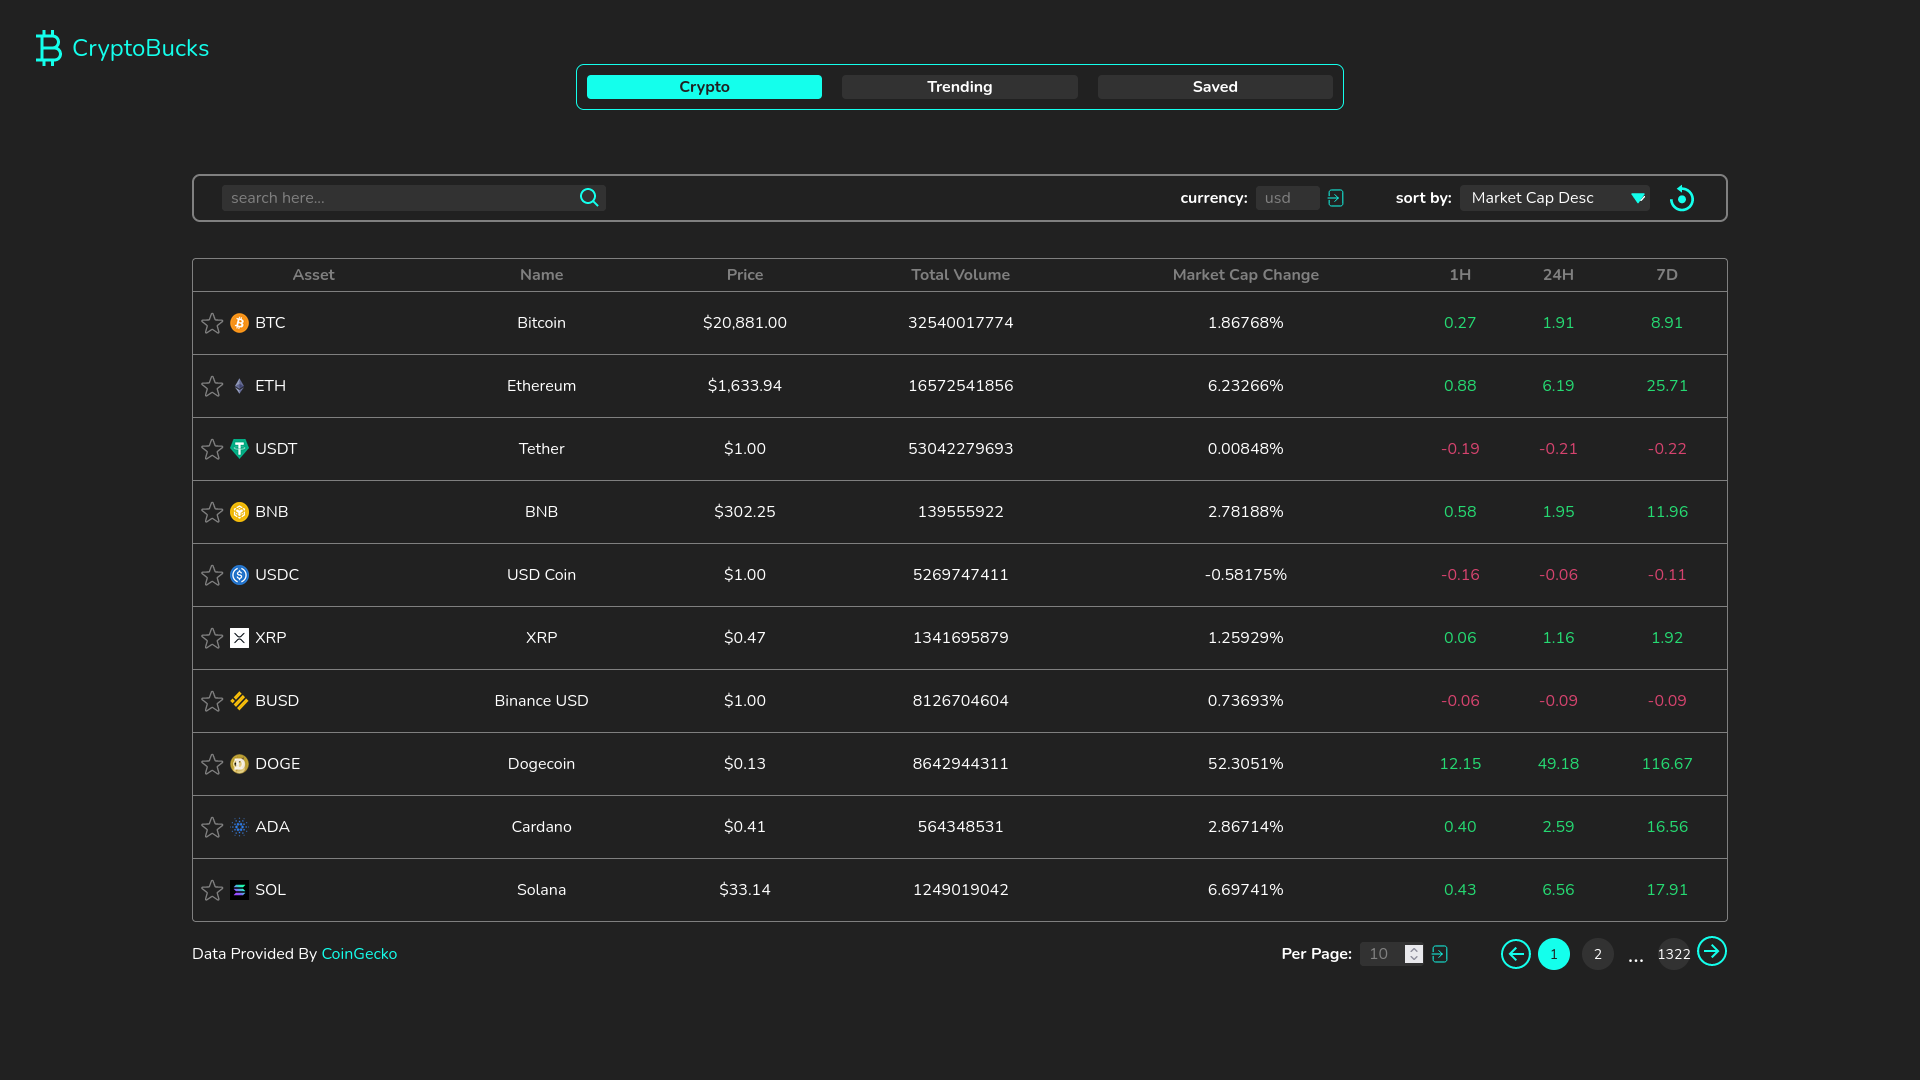 CryptoBucks
Crypto Trending Saved
search here... currency: usd sort by: Market Cap Desc
Asset Name Price Total Volume Market Cap Change 1H 24H 7D
BTC Bitcoin $20,881.00 32540017774 1.86768% 0.27 1.91 8.91
ETH Ethereum $1,633.94 16572541856 6.23266% 0.88 6.19 25.71
USDT Tether $1.00 53042279693 0.00848% -0.19 -0.21 -0.22
BNB BNB $302.25 139555922 2.78188% 0.58 1.95 11.96
USDC USD Coin $1.00 5269747411 -0.58175% -0.16 -0.06 -0.11
XRP XRP $0.47 1341695879 1.25929% 0.06 1.16 1.92
BUSD Binance USD $1.00 8126704604 0.73693% -0.06 -0.09 -0.09
DOGE Dogecoin $0.13 8642944311 52.3051% 12.15 49.18 116.67
ADA Cardano $0.41 564348531 2.86714% 0.40 2.59 16.56
SOL Solana $33.14 1249019042 6.69741% 0.43 6.56 17.91
Data Provided By CoinGecko Per Page: 10 1 2 ... 1322